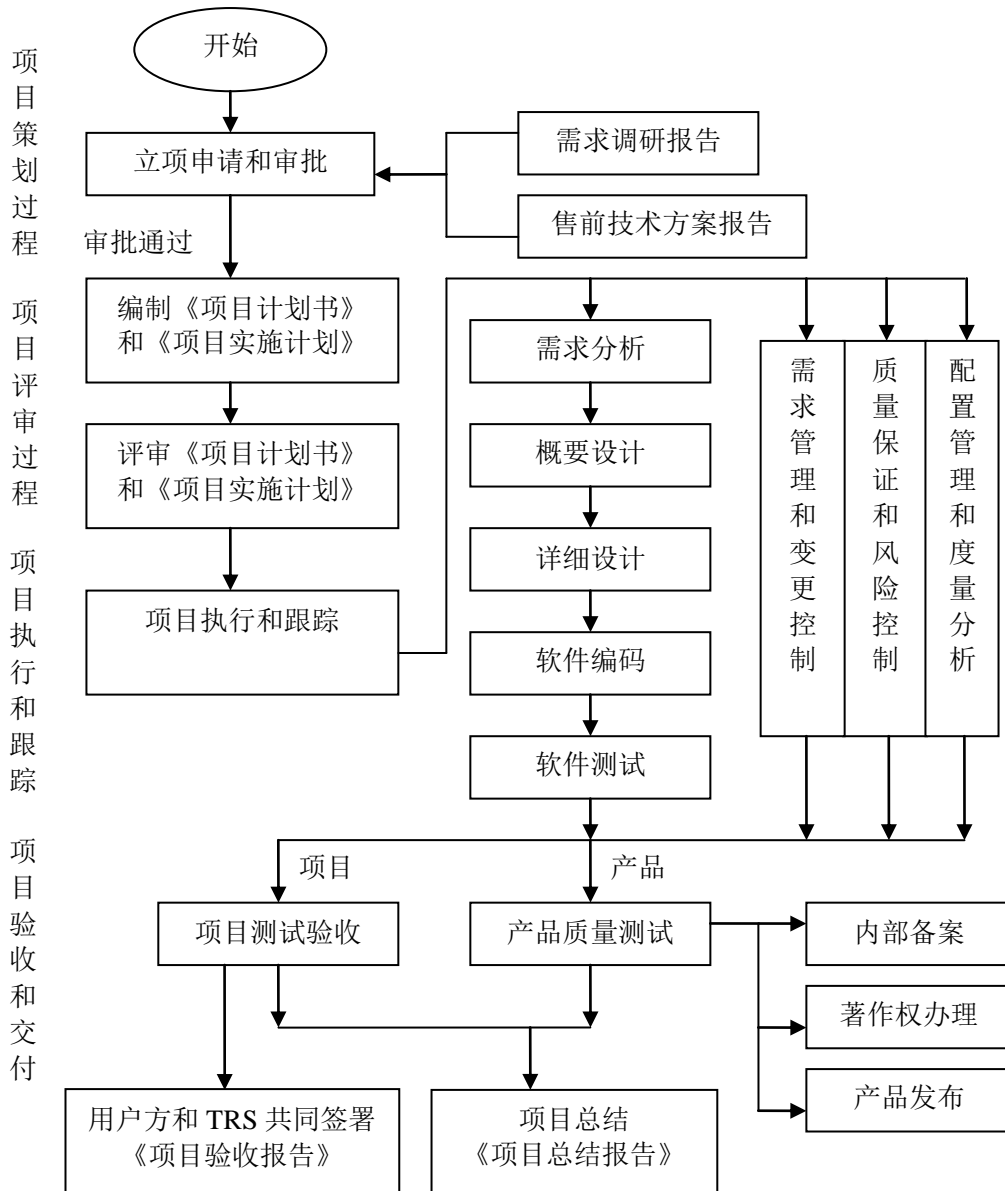 项目策划过程
项目评审过程
项目执行和跟踪
项目验收和交付
开始
立项申请和审批
需求调研报告
售前技术方案报告
审批通过
编制《项目计划书》
和《项目实施计划》
评审《项目计划书》
和《项目实施计划》
项目执行和跟踪
需求分析
概要设计
详细设计
软件编码
软件测试
需求管理和变更控制
质量保证和风险控制
配置管理和度量分析
项目
产品
项目测试验收
产品质量测试
内部备案
著作权办理
产品发布
用户方和 TRS 共同签署
《项目验收报告》
项目总结
《项目总结报告》